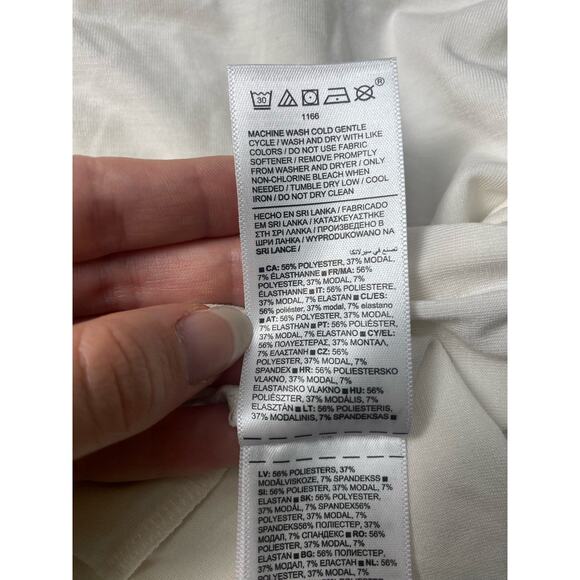 30
®
1166
MACHINE WASH COLD GENTLE
CYCLE / WASH AND DRY WITH LIKE
COLORS / DO NOT USE FABRIC
SOFTENER / REMOVE PROMPTLY
FROM WASHER AND DRYER / ONLY
NON-CHLORINE BLEACH WHEN
NEEDED / TUMBLE DRY LOW / COOL
IRON / DO NOT DRY CLEAN
HECHO EN SRI LANKA / FABRICADO
EM SRI LANKA / ΚΑΤΑΣΚΕΥΑΣΤΗΚΕ
ΣΤΗ ΣΡΙ ΛΑΝΚΑ / ПРОИЗВЕДЕНО В
ШРИ ЛАНКА / WYPRODUKOWANO NA
SRI LANCE / تصنع في سيرلانكا
■ CA: 56% POLYESTER, 37% MODAL,
7% ÉLASTHANNE ■ FR/MA: 56%
POLYESTER, 37% MODAL, 7%
ÉLASTHANNE ■ IT: 56% POLIESTERE,
37% MODAL, 7% ELASTAN ■ CL/ES:
56% poliéster, 37% modal, 7% elastano
■ AT: 56% POLYESTER, 37% MODAL,
7% ELASTHAN ■ PT: 56% POLIÉSTER,
37% MODAL, 7% ELASTANO ■ CY/EL:
56% ΠΟΛΥΕΣΤΕΡΑΣ, 37% ΜΟΝΤΑΛ,
7% ΕΛΑΣΤΑΝΗ ■ CZ: 56%
POLYESTER, 37% MODAL, 7%
SPANDEX ■ HR: 56% POLIESTERSKO
VLAKNO, 37% MODAL, 7%
ELASTANSKO VLAKNO ■ HU: 56%
POLIÉSZTER, 37% MODÁLIS, 7%
ELASZTÁN ■ LT: 56% POLIESTERIS,
37% MODALINIS, 7% SPANDEKSAS ■
LV: 56% POLIESTERS, 37%
MODĀLVISKOZE, 7% SPANDEKSS ■
SI: 56% POLIESTER, 37% MODAL, 7%
ELASTAN ■ SK: 56% POLYESTER,
37% MODAL, 7%
SPANDEX
56% ПОЛИЭСТЕР, 37%
МОДАЛ, 7% СПАНДЕКС ■ RO: 56%
POLIESTER, 37% MODAL, 7%
ELASTAN ■ BG: 56% ПОЛИЕСТЕР,
37% МОДАЛ, 7% ЕЛАСТАН ■ NL: 56%
POLYESTER, 37% MODAL, 7%